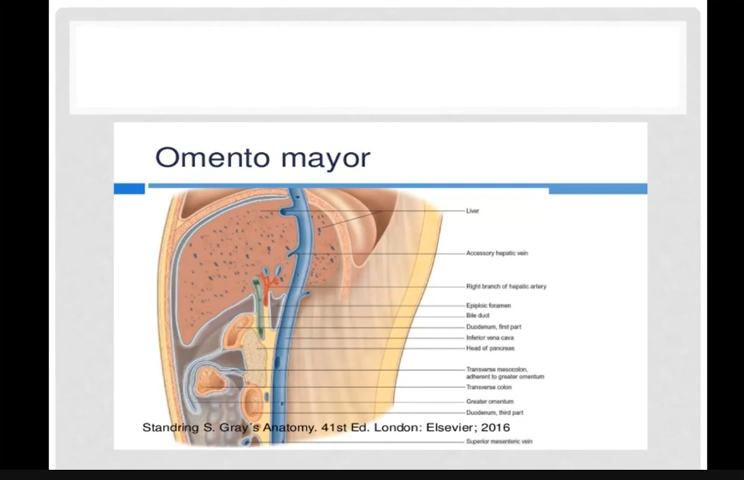 Omento mayor
Liver
Accessory hepatic vein
Right branch of hepatic artery
Epiploic foramen
Bile duct
Duodenum, first part
Inferior vena cava
Head of pancreas
Transverse mesocolon,
adherent to greater omentum
Transverse colon
Greater omentum
Duodenum, third part
Standring S. Gray´s Anatomy. 41st Ed. London: Elsevier; 2016
Superior mesenteric vein